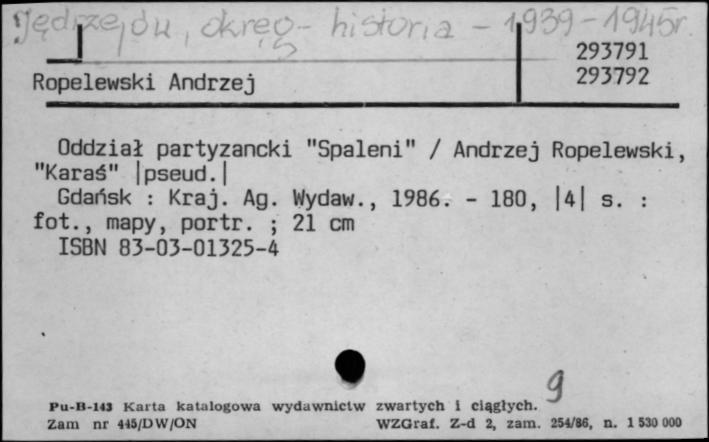 Jędrzejów, okręg - historia - 1939-1945r.
293791
Ropelewski Andrzej
293792
Oddział partyzancki "Spaleni" / Andrzej Ropelewski,
"Karaś" |pseud.|
Gdańsk : Kraj. Ag. Wydaw., 1986. - 180, |4| s. :
fot., mapy, portr. ; 21 cm
ISBN 83-03-01325-4
9
Pu-B-143 Karta katalogowa wydawnictw zwartych i ciągłych.
Zam nr 445/DW/ON WZGraf. Z-d 2, zam. 254/86, n. 1 530 000